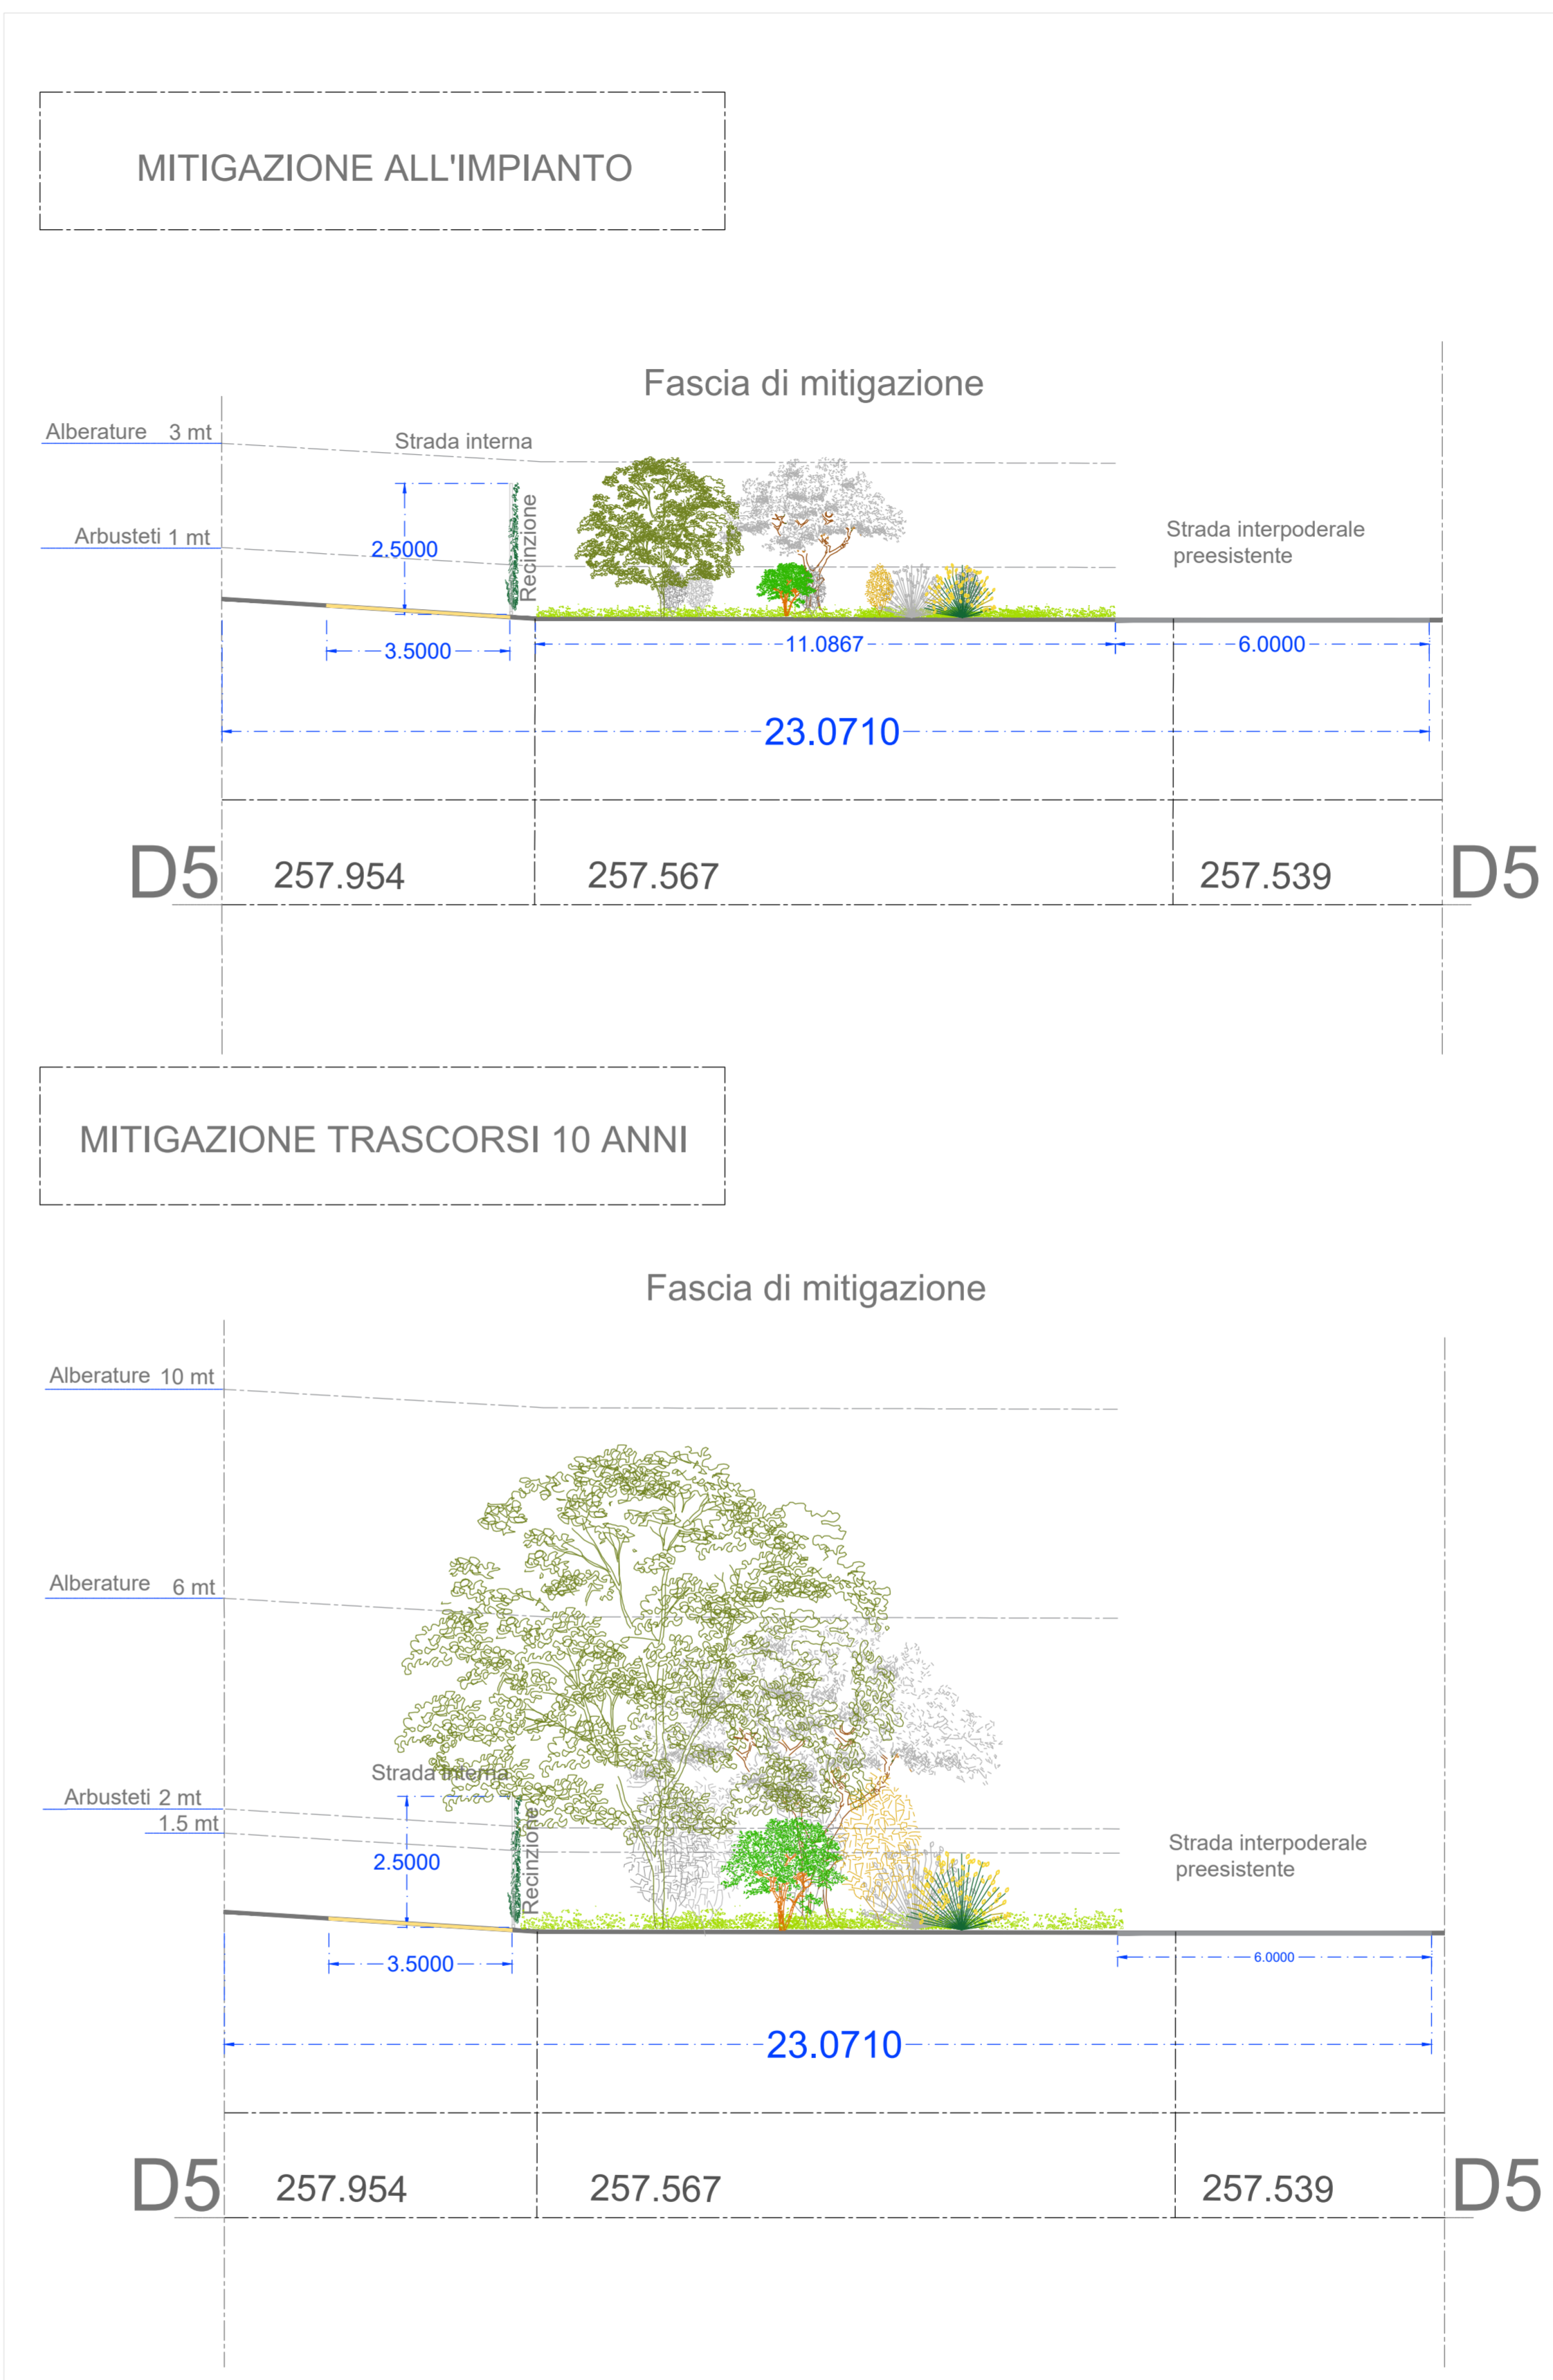 MITIGAZIONE ALL'IMPIANTO
Fascia di mitigazione
Alberature 3 mt
Strada interna
Recinzione
Arbusteti 1 mt
2.5000
Strada interpoderale
preesistente
3.5000
11.0867
6.0000
23.0710
D5
257.954
257.567
257.539
D5
MITIGAZIONE TRASCORSI 10 ANNI
Fascia di mitigazione
Alberature 10 mt
Alberature 6 mt
Strada interna
Arbusteti 2 mt
1.5 mt
Recinzione
2.5000
Strada interpoderale
preesistente
3.5000
6.0000
23.0710
D5
257.954
257.567
257.539
D5